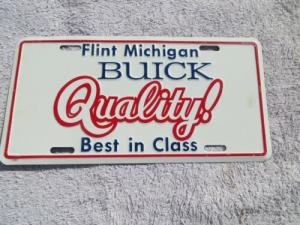 Flint Michigan
BUICK
Quality!
Best in Class